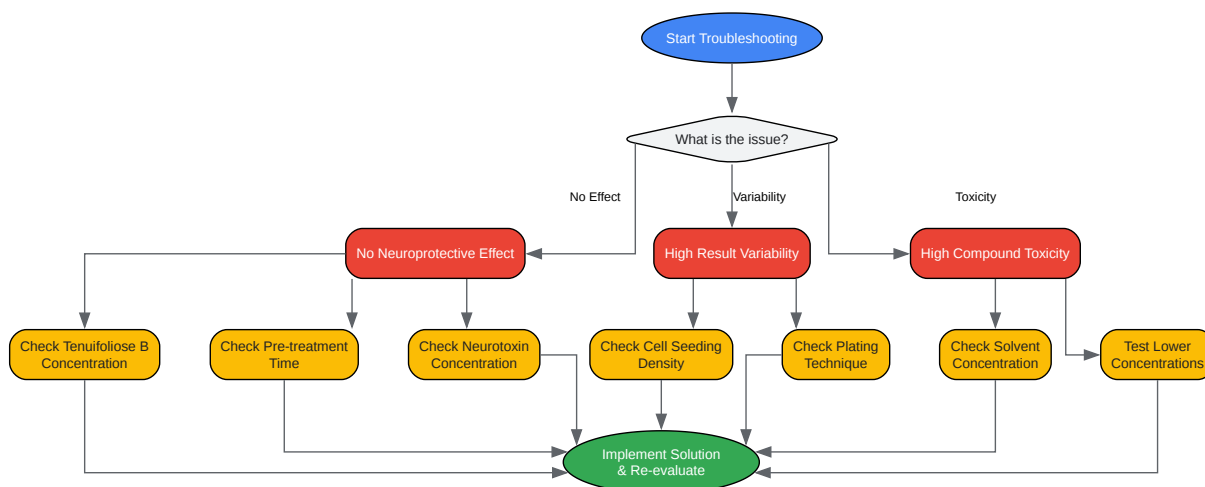 Start Troubleshooting
What is the issue?
No Effect
Variability
Toxicity
No Neuroprotective Effect
High Result Variability
High Compound Toxicity
Check Tenuifoliose B
Concentration
Check Pre-treatment
Time
Check Neurotoxin
Concentration
Check Cell Seeding
Density
Check Plating
Technique
Check Solvent
Concentration
Test Lower
Concentrations
Implement Solution
& Re-evaluate